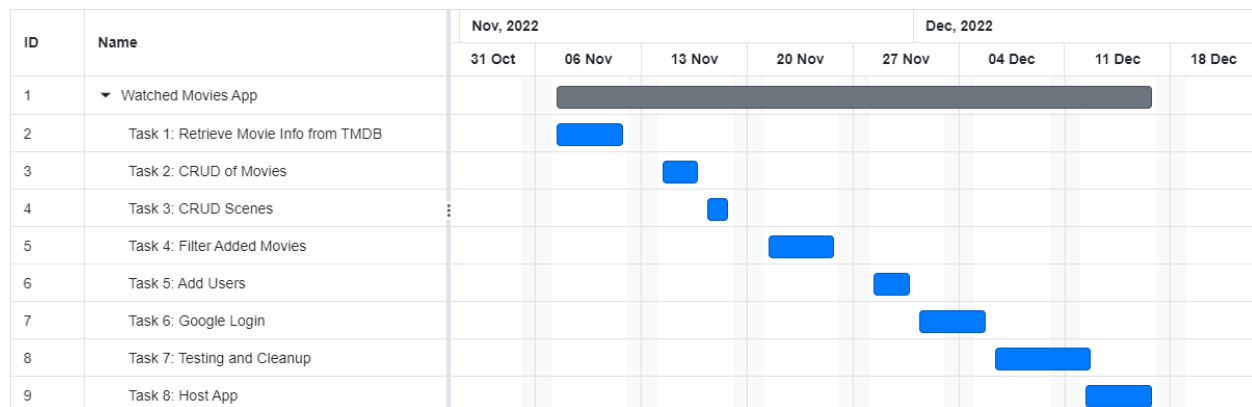 ID Name Nov, 2022 Dec, 2022
31 Oct 06 Nov 13 Nov 20 Nov 27 Nov 04 Dec 11 Dec 18 Dec
1 Watched Movies App
2 Task 1: Retrieve Movie Info from TMDB
3 Task 2: CRUD of Movies
4 Task 3: CRUD Scenes
5 Task 4: Filter Added Movies
6 Task 5: Add Users
7 Task 6: Google Login
8 Task 7: Testing and Cleanup
9 Task 8: Host App